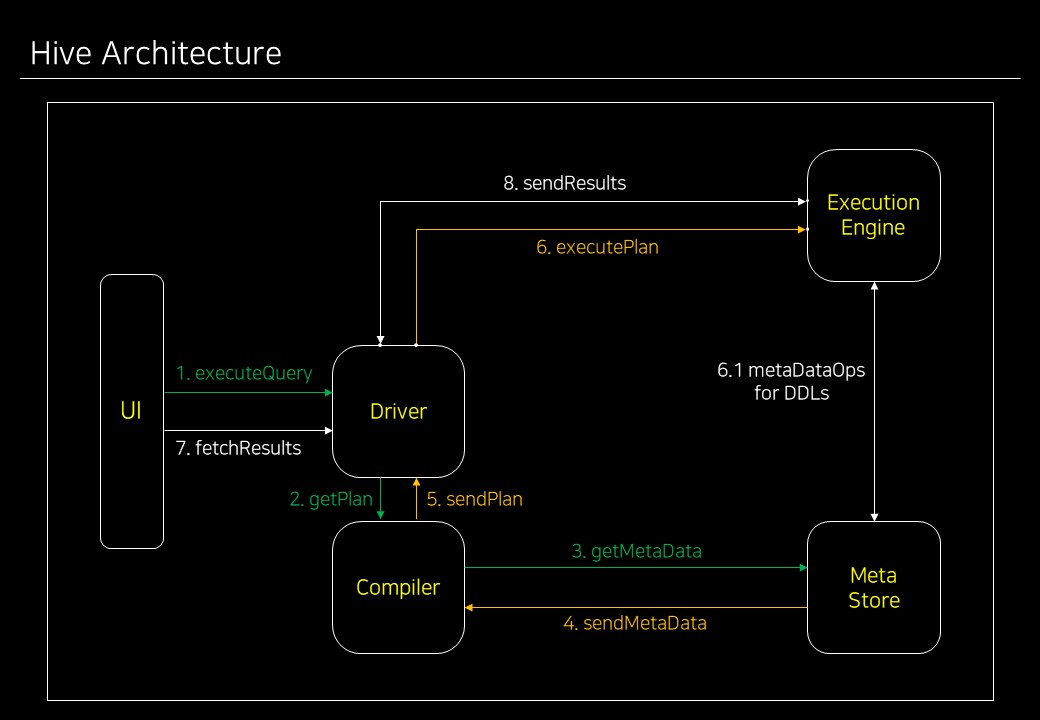 Hive Architecture
8. sendResults
Execution
Engine
6. executePlan
6.1 metaDataOps
for DDLs
1. executeQuery
UI
Driver
7. fetchResults
2. getPlan
5. sendPlan
3. getMetaData
Compiler
Meta
Store
4. sendMetaData